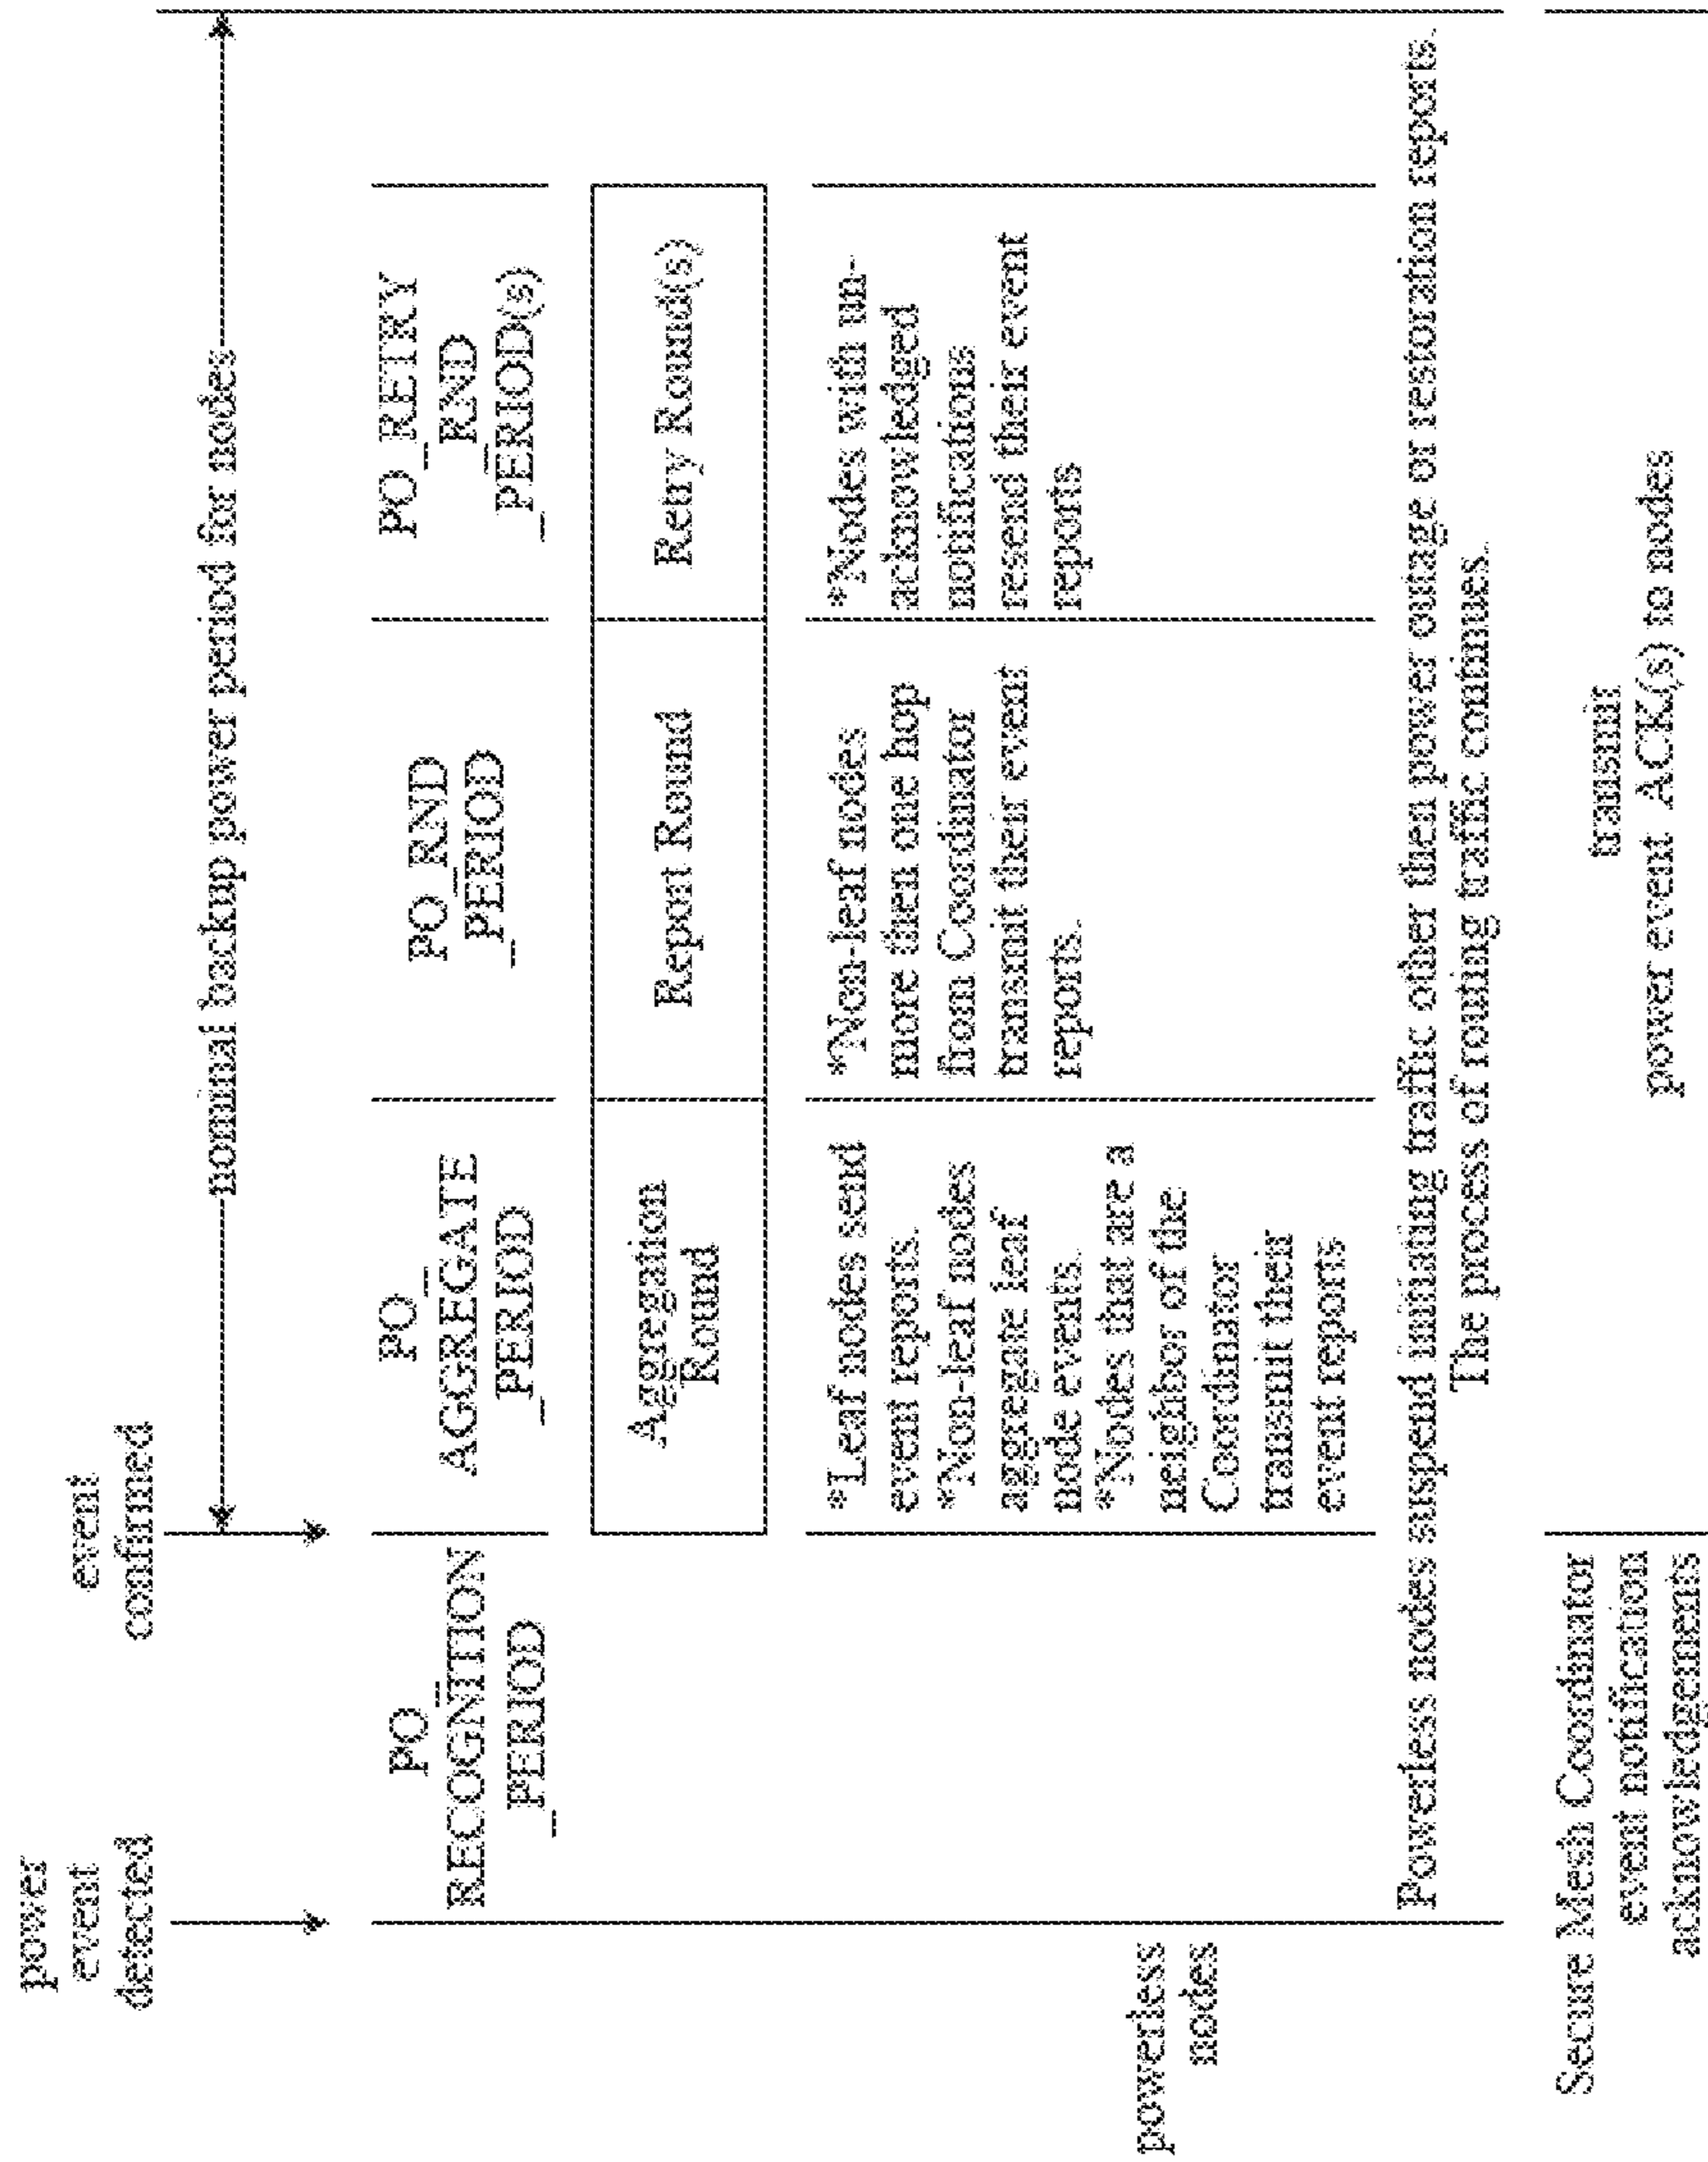 power
event
detected
event
confirmed
nominal backup power period for nodes
PO_
RECOGNITION
_PERIOD
PO_
AGGREGATE
_PERIOD
PO_RND
_PERIOD
PO_RETRY
_RND
_PERIOD(s)
Aggregation
Round
Report Round
Retry Round(s)
powerless
nodes
*Leaf nodes send
event reports.
*Non-leaf nodes
aggregate leaf
node events.
*Nodes that are a
neighbor of the
Coordinator
transmit their
event reports
*Non-leaf nodes
more then one hop
from Coordinator
transmit their event
reports.
*Nodes with un-
acknowledged
notifications
resend their event
reports
Powerless nodes suspend initiating traffic other then power outage or restoration reports.
The process of routing traffic continues.
Secure Mesh Coordinator
event notification
acknowledgements
transmit
power event ACK(s) to nodes